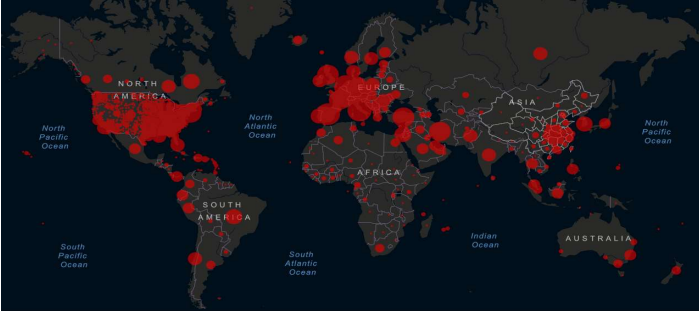 NORTH
AMERICA
EUROPE
ASIA
North
Pacific
Ocean
North
Atlantic
Ocean
North
Pacific
Ocean
AFRICA
SOUTH
AMERICA
Indian
Ocean
AUSTRALIA
South
Pacific
Ocean
South
Atlantic
Ocean